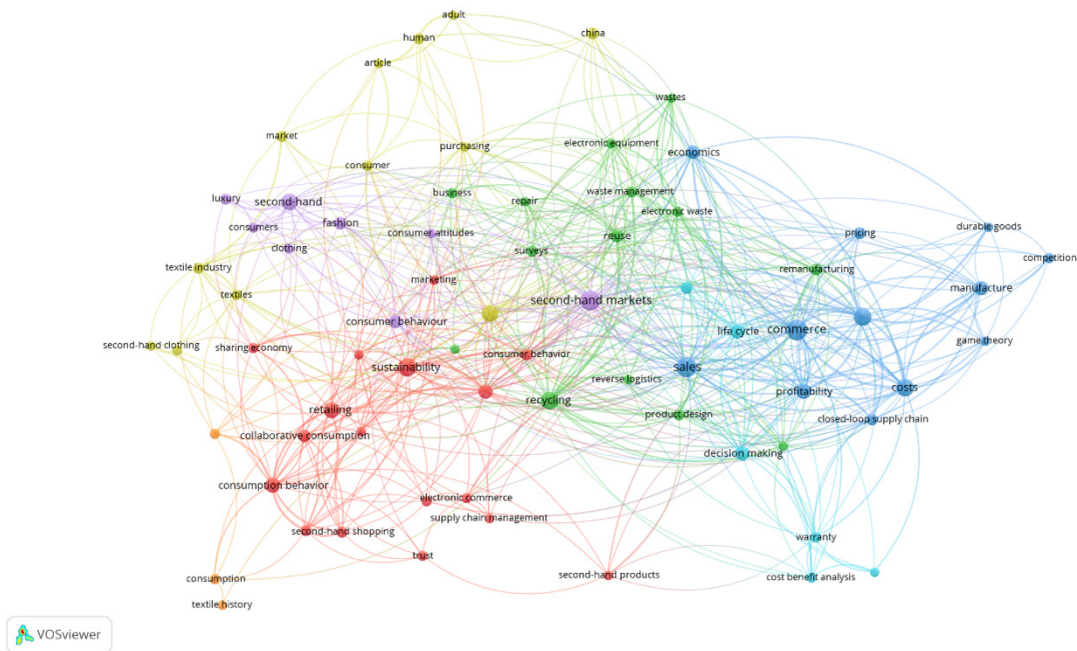 adult
human
china
article
wastes
market
electronic equipment
purchasing
economics
consumer
waste management
business
luxury
second-hand
repair
electronic waste
fashion
durable goods
consumers
consumer attitudes
pricing
reuse
clothing
surveys
competition
textile industry
remanufacturing
marketing
manufacture
textiles
second-hand markets
consumer behaviour
life cycle
commerce
game theory
second-hand clothing
sharing economy
consumer behavior
sustainability
sales
reverse logistics
costs
profitability
recycling
retailing
product design
closed-loop supply chain
collaborative consumption
decision making
consumption behavior
electronic commerce
supply chain management
second-hand shopping
warranty
trust
second-hand products
cost benefit analysis
consumption
textile history
VOSviewer